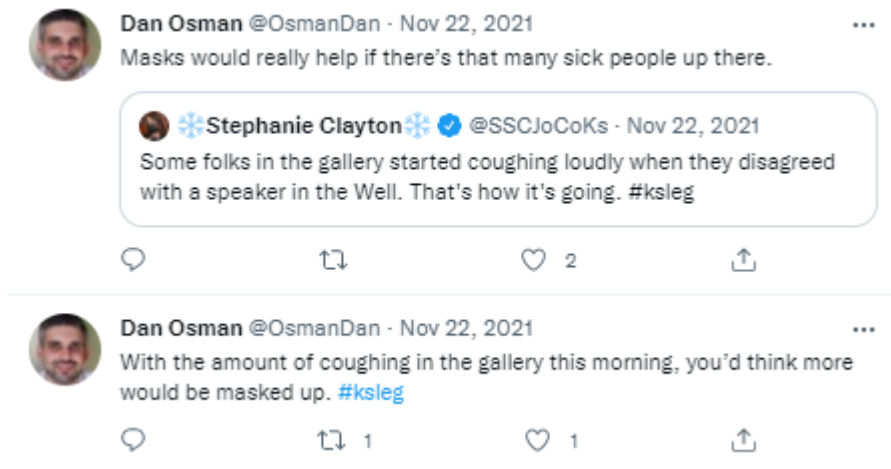 Dan Osman @OsmanDan · Nov 22, 2021
Masks would really help if there's that many sick people up there.
❄️Stephanie Clayton❄️ @SSCJoCoKs · Nov 22, 2021
Some folks in the gallery started coughing loudly when they disagreed
with a speaker in the Well. That's how it's going. #ksleg
2
Dan Osman @OsmanDan · Nov 22, 2021
With the amount of coughing in the gallery this morning, you'd think more
would be masked up. #ksleg
1 1